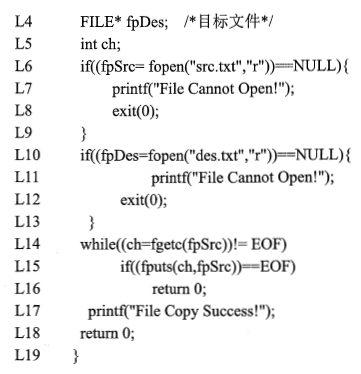 L4 FILE* fpDes; /*目标文件*/
L5 int ch;
L6 if((fpSrc= fopen("src.txt","r"))==NULL){
L7 printf("File Cannot Open!");
L8 exit(0);
L9 }
L10 if((fpDes=fopen("des.txt","r"))==NULL){
L11 printf("File Cannot Open!");
L12 exit(0);
L13 }
L14 while((ch=fgetc(fpSrc))!= EOF)
L15 if((fputs(ch,fpSrc))==EOF)
L16 return 0;
L17 printf("File Copy Success!");
L18 return 0;
L19 }